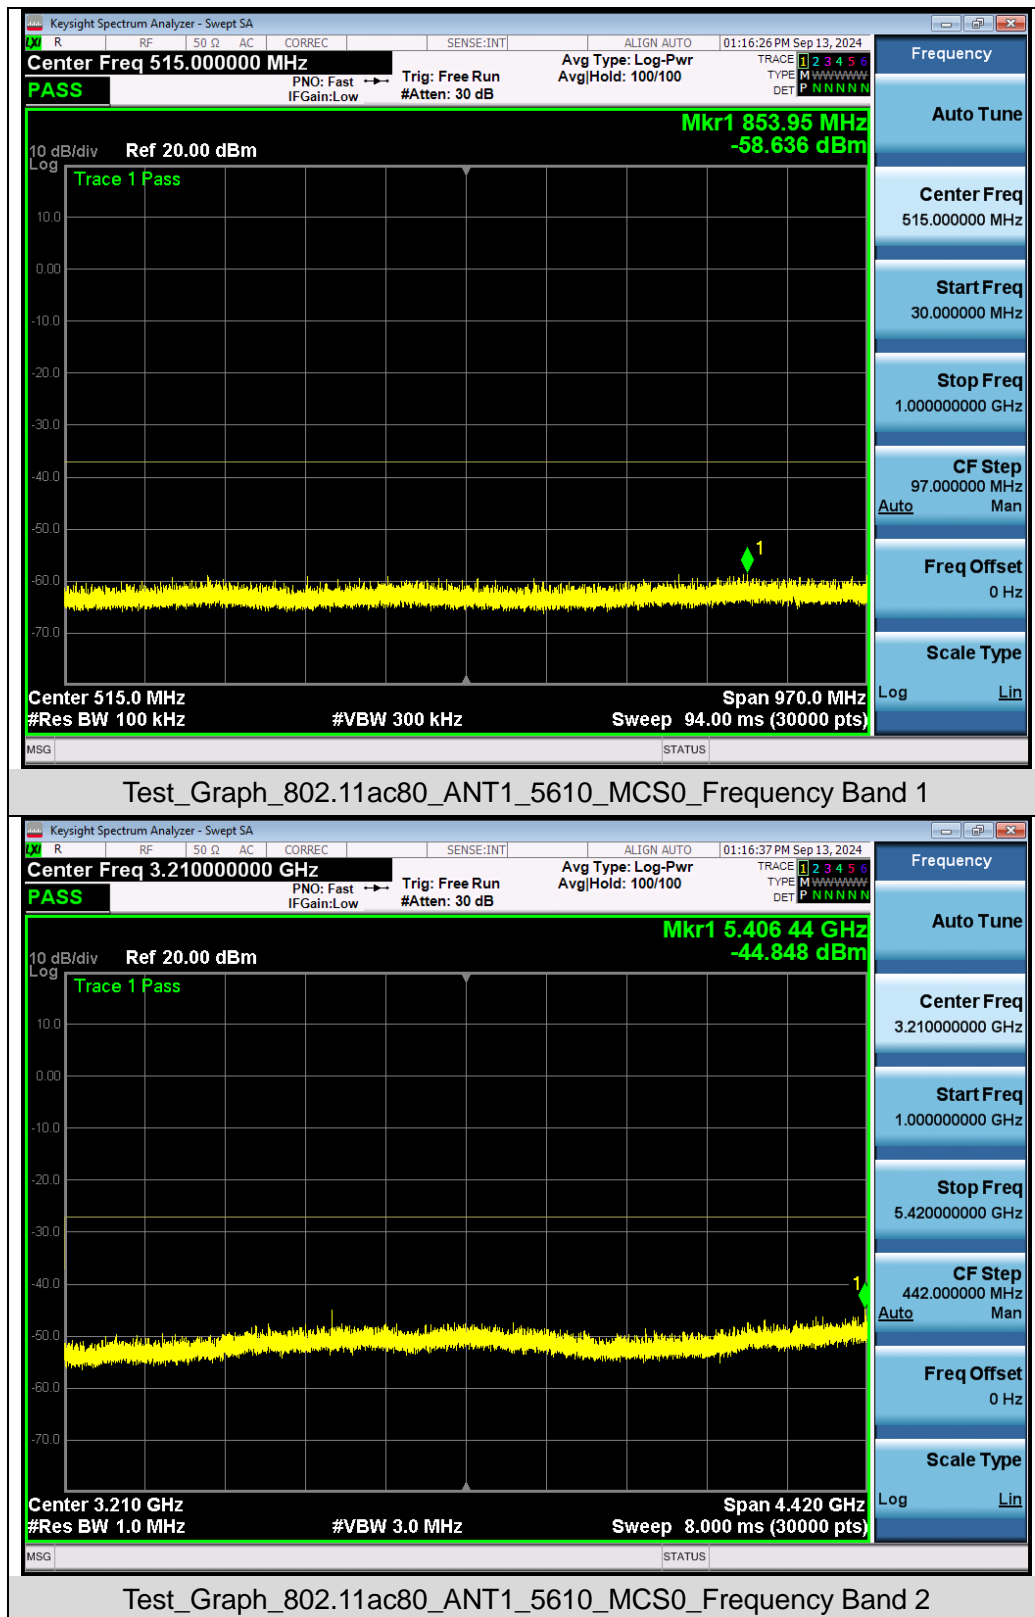 Keysight Spectrum Analyzer - Swept SA
LXI R RF 50 Ω AC CORREC SENSE:INT ALIGN AUTO 01:16:26 PM Sep 13, 2024
Center Freq 515.000000 MHz
PASS
PNO: Fast
IFGain:Low
Trig: Free Run
#Atten: 30 dB
Avg Type: Log-Pwr
Avg|Hold: 100/100
TRACE 1 2 3 4 5 6
TYPE M WWWWW
DET P N N N N N
Mkr1 853.95 MHz
-58.636 dBm
10 dB/div Ref 20.00 dBm
Log
Trace 1 Pass
10.0
0.00
-10.0
-20.0
-30.0
-40.0
-50.0
-60.0
-70.0
1
Center 515.0 MHz Span 970.0 MHz
#Res BW 100 kHz #VBW 300 kHz Sweep 94.00 ms (30000 pts)
MSG STATUS
Frequency
Auto Tune
Center Freq
515.000000 MHz
Start Freq
30.000000 MHz
Stop Freq
1.000000000 GHz
CF Step
97.000000 MHz
Auto Man
Freq Offset
0 Hz
Scale Type
Log Lin
Test_Graph_802.11ac80_ANT1_5610_MCS0_Frequency Band 1
Keysight Spectrum Analyzer - Swept SA
LXI R RF 50 Ω AC CORREC SENSE:INT ALIGN AUTO 01:16:37 PM Sep 13, 2024
Center Freq 3.210000000 GHz
PASS
PNO: Fast
IFGain:Low
Trig: Free Run
#Atten: 30 dB
Avg Type: Log-Pwr
Avg|Hold: 100/100
TRACE 1 2 3 4 5 6
TYPE M WWWWW
DET P N N N N N
Mkr1 5.406 44 GHz
-44.848 dBm
10 dB/div Ref 20.00 dBm
Log
Trace 1 Pass
10.0
0.00
-10.0
-20.0
-30.0
-40.0
-50.0
-60.0
-70.0
1
Center 3.210 GHz Span 4.420 GHz
#Res BW 1.0 MHz #VBW 3.0 MHz Sweep 8.000 ms (30000 pts)
MSG STATUS
Frequency
Auto Tune
Center Freq
3.210000000 GHz
Start Freq
1.000000000 GHz
Stop Freq
5.420000000 GHz
CF Step
442.000000 MHz
Auto Man
Freq Offset
0 Hz
Scale Type
Log Lin
Test_Graph_802.11ac80_ANT1_5610_MCS0_Frequency Band 2